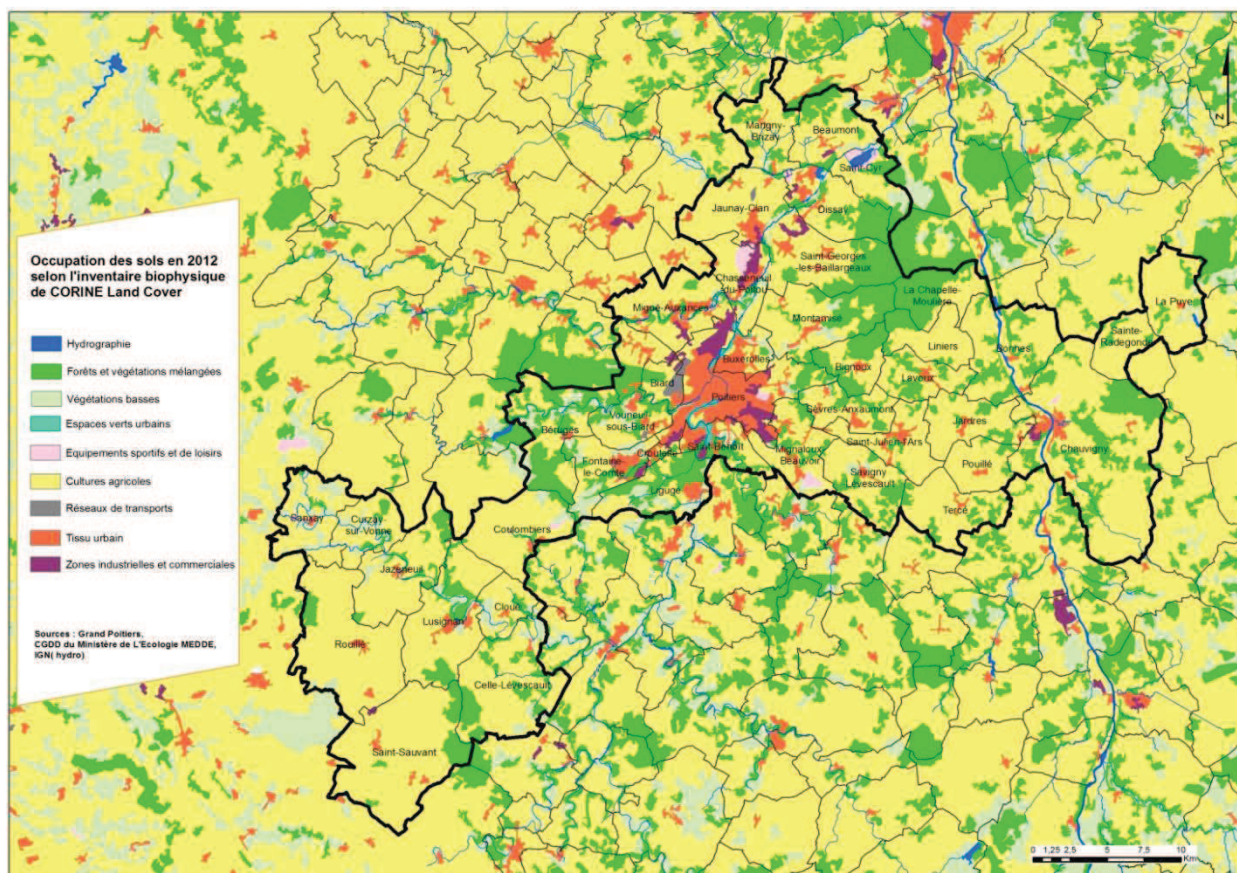 Occupation des sols en 2012
selon l'inventaire biophysique
de CORINE Land Cover
Hydrographie
Forêts et végétations mélangées
Végétations basses
Espaces verts urbains
Equipements sportifs et de loisirs
Cultures agricoles
Réseaux de transports
Tissu urbain
Zones industrielles et commerciales
Sources : Grand Poitiers,
CGDD du Ministère de L'Ecologie MEDDE,
IGN( hydro)
N
Marigny-
Brizay
Beaumont
Saint-Cyr
Jaunay-Clan
Dissay
Saint-Georges
-les-Baillargeaux
Chasseneuil
-du-Poitou
La Chapelle-
Moulière
La Puye
Migné-Auxances
Montamisé
Sainte-
Radegonde
Liniers
Bonnes
Buxerolles
Bignoux
Lavoux
Biard
Poitiers
Vouneuil-
sous-Biard
Sèvres-Anxaumont
Jardres
Béruges
Saint-Benoît
Mignaloux-
Beauvoir
Saint-Julien-l'Ars
Chauvigny
Croutelle
Fontaine-
le-Comte
Savigny
Lévescault
Pouillé
Ligugé
Tercé
Sanxay
Curzay-
sur-Vonne
Coulombiers
Jazeneuil
Cloué
Lusignan
Rouillé
Celle-Lévescault
Saint-Sauvant
0 1,25 2,5 5 7,5 10
Km